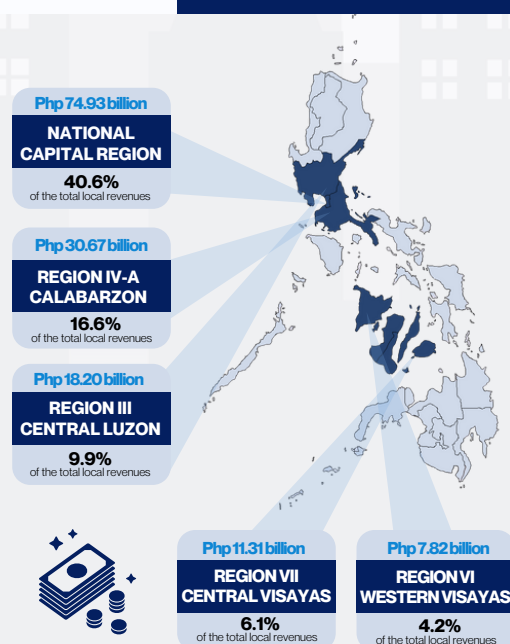 Php 74.93 billion
NATIONAL
CAPITAL REGION
40.6%
of the total local revenues
Php 30.67 billion
REGION IV-A
CALABARZON
16.6%
of the total local revenues
Php 18.20 billion
REGION III
CENTRAL LUZON
9.9%
of the total local revenues
Php 11.31 billion
REGION VII
CENTRAL VISAYAS
6.1%
of the total local revenues
Php 7.82 billion
REGION VI
WESTERN VISAYAS
4.2%
of the total local revenues